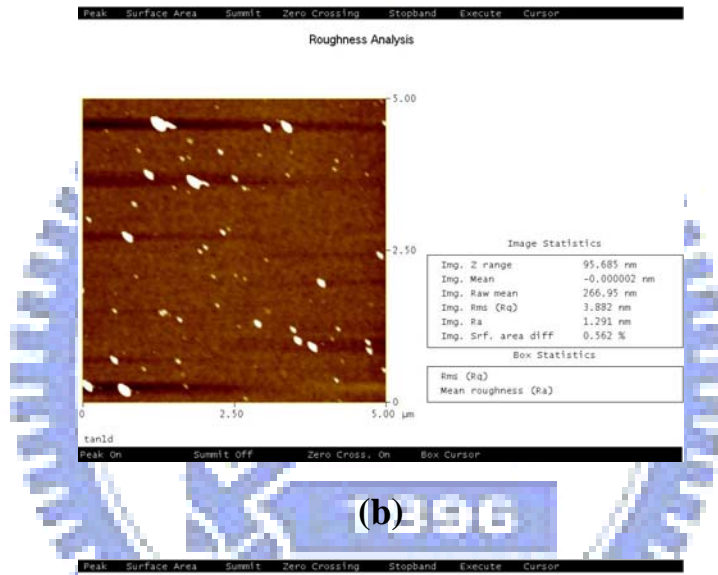 Peak Surface Area Summit Zero Crossing Stopband Execute Cursor
Roughness Analysis
5.00
2.50
0
0 2.50 5.00 µm
Image Statistics
Img. Z range 95.685 nm
Img. Mean -0.000002 nm
Img. Raw mean 266.95 nm
Img. Rms (Rq) 3.882 nm
Img. Ra 1.291 nm
Img. Srf. area diff 0.562 %
Box Statistics
Rms (Rq)
Mean roughness (Ra)
tanld
Peak On Summit Off Zero Cross. On Box Cursor
(b)
1896
Peak Surface Area Summit Zero Crossing Stopband Execute Cursor